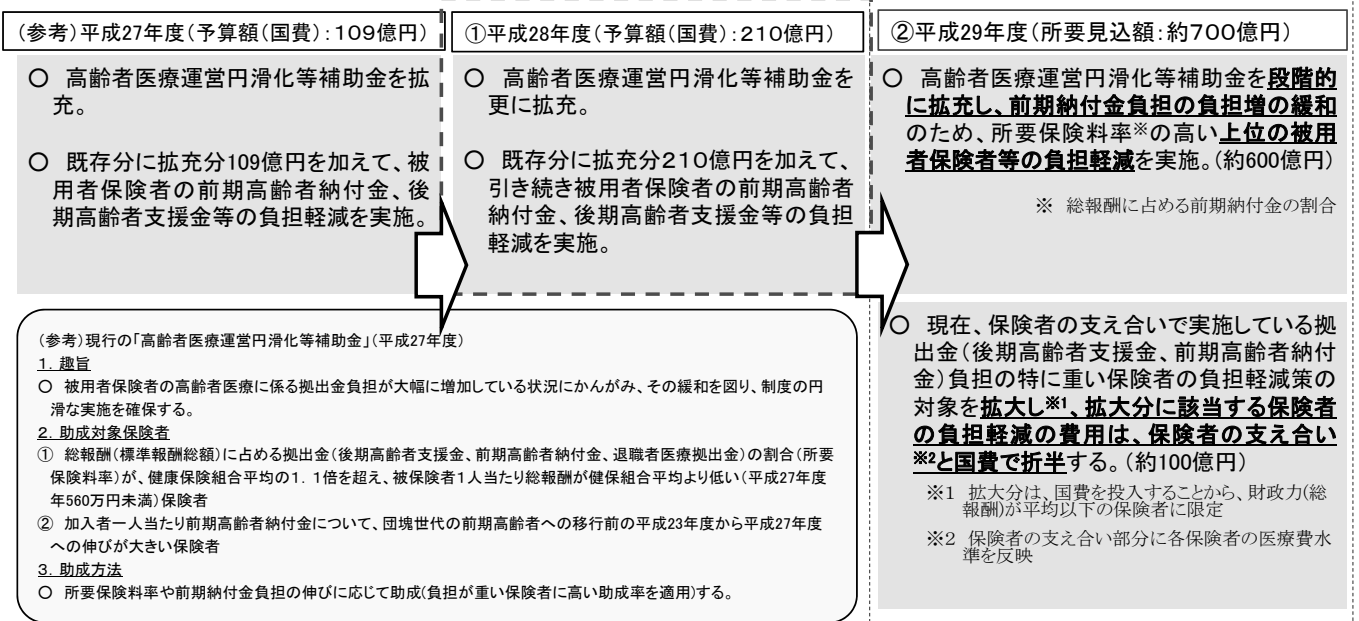 (参考)平成27年度(予算額(国費):109億円)
○ 高齢者医療運営円滑化等補助金を拡
充。
○ 既存分に拡充分109億円を加えて、被
用者保険者の前期高齢者納付金、後
期高齢者支援金等の負担軽減を実施。
①平成28年度(予算額(国費):210億円)
○ 高齢者医療運営円滑化等補助金を
更に拡充。
○ 既存分に拡充分210億円を加えて、
引き続き被用者保険者の前期高齢者
納付金、後期高齢者支援金等の負担
軽減を実施。
②平成29年度(所要見込額:約700億円)
○ 高齢者医療運営円滑化等補助金を段階的
に拡充し、前期納付金負担の負担増の緩和
のため、所要保険料率※の高い上位の被用
者保険者等の負担軽減を実施。(約600億円)
※ 総報酬に占める前期納付金の割合
○ 現在、保険者の支え合いで実施している拠
出金(後期高齢者支援金、前期高齢者納付
金)負担の特に重い保険者の負担軽減策の
対象を拡大し※1、拡大分に該当する保険者
の負担軽減の費用は、保険者の支え合い
※2と国費で折半する。(約100億円)
※1 拡大分は、国費を投入することから、財政力(総
報酬)が平均以下の保険者に限定
※2 保険者の支え合い部分に各保険者の医療費水
準を反映
(参考)現行の「高齢者医療運営円滑化等補助金」(平成27年度)
1.趣旨
○ 被用者保険者の高齢者医療に係る拠出金負担が大幅に増加している状況にかんがみ、その緩和を図り、制度の円
滑な実施を確保する。
2.助成対象保険者
① 総報酬(標準報酬総額)に占める拠出金(後期高齢者支援金、前期高齢者納付金、退職者医療拠出金)の割合(所要
保険料率)が、健康保険組合平均の1.1倍を超え、被保険者1人当たり総報酬が健保組合平均より低い(平成27年度
年560万円未満)保険者
② 加入者一人当たり前期高齢者納付金について、団塊世代の前期高齢者への移行前の平成23年度から平成27年度
への伸びが大きい保険者
3.助成方法
○ 所要保険料率や前期納付金負担の伸びに応じて助成(負担が重い保険者に高い助成率を適用)する。